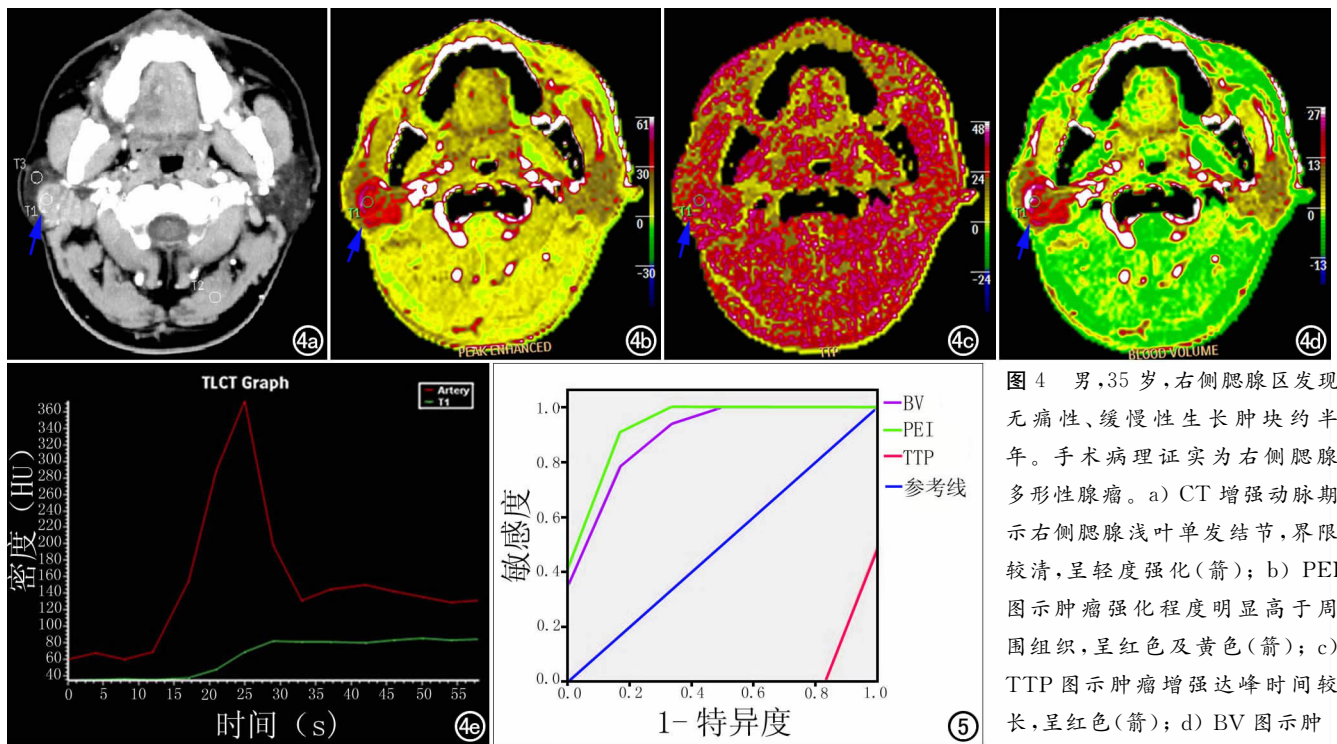 T3
T1
T2
4a
61
30
0
-30
T1
PEAK ENHANCED
4b
48
24
0
-24
T1
TTP
4c
27
13
0
-13
T1
BLOOD VOLUME
4d
TLCT Graph
Artery
T1
密度 (HU)
360
340
320
300
280
260
240
220
200
180
160
140
120
100
80
60
40
0 5 10 15 20 25 30 35 40 45 50 55
时间 (s)
4e
BV
PEI
TTP
参考线
敏感度
1.0
0.8
0.6
0.4
0.2
0.0
0.0 0.2 0.4 0.6 0.8 1.0
1-特异度
5
图 4 男,35 岁,右侧腮腺区发现
无痛性、缓慢性生长肿块约半
年。手术病理证实为右侧腮腺
多形性腺瘤。a) CT 增强动脉期
示右侧腮腺浅叶单发结节,界限
较清,呈轻度强化(箭); b) PEI
图示肿瘤强化程度明显高于周
围组织,呈红色及黄色(箭); c)
TTP 图示肿瘤增强达峰时间较
长,呈红色(箭); d) BV 图示肿